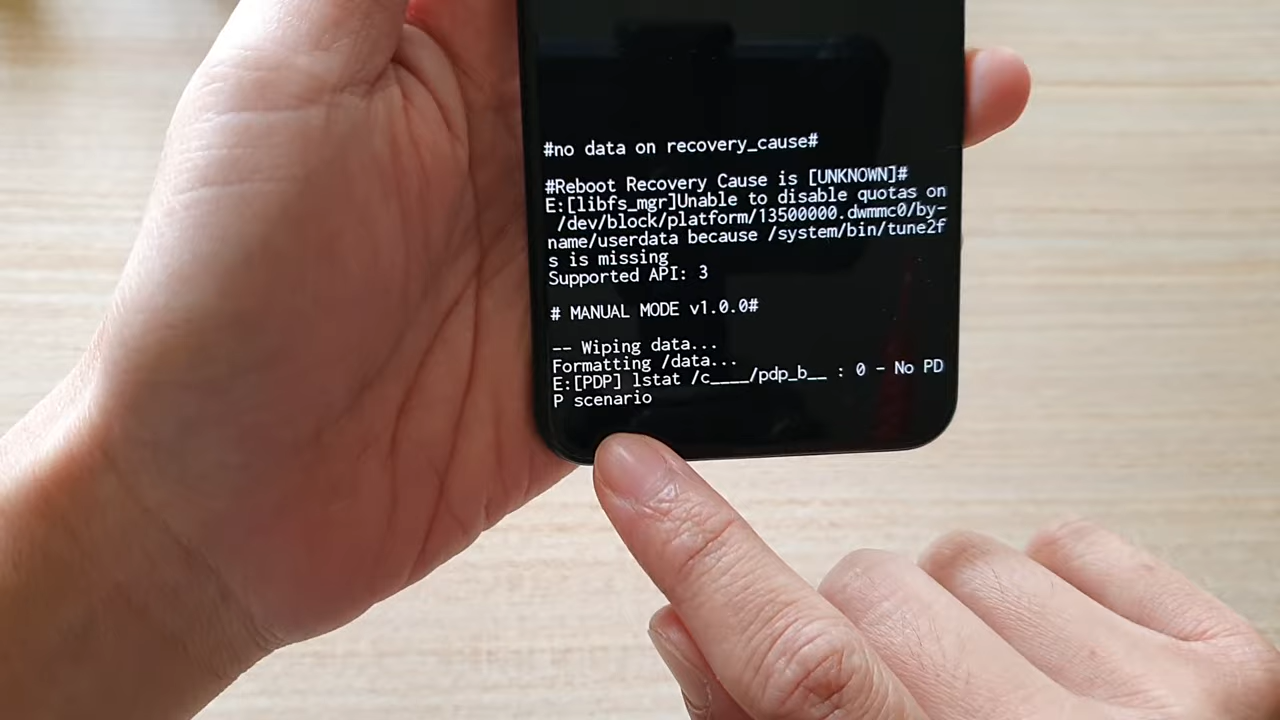 #no data on recovery_cause#
#Reboot Recovery Cause is [UNKNOWN]#
E:[libfs_mgr]Unable to disable quotas on
/dev/block/platform/13500000.dwmmc0/by-
name/userdata because /system/bin/tune2f
s is missing
Supported API: 3
# MANUAL MODE v1.0.0#
-- Wiping data...
Formatting /data...
E:[PDP] lstat /c____/pdp_b__ : 0 - No PD
P scenario